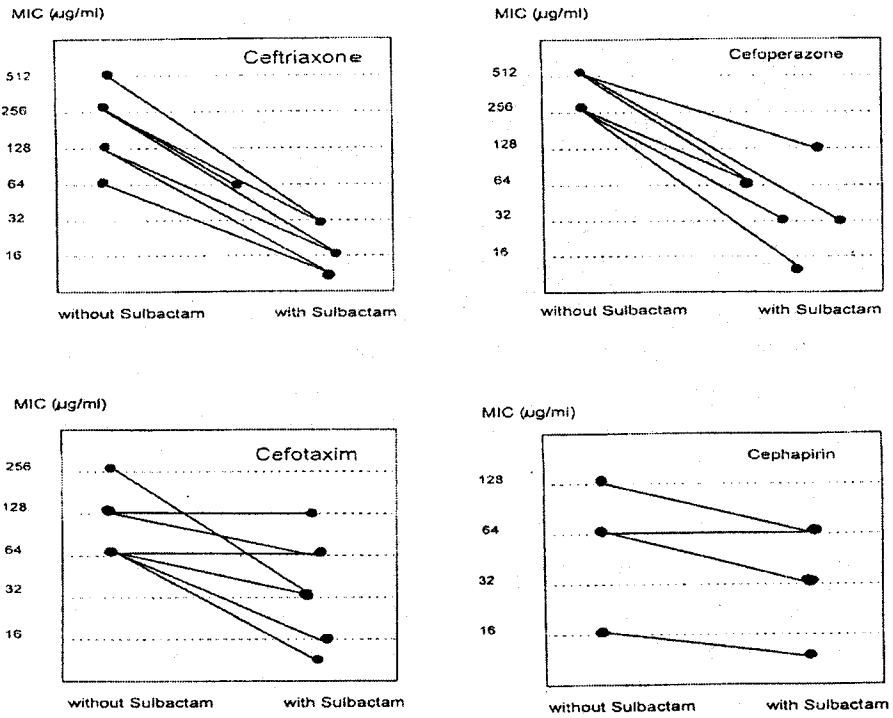 MIC (µg/ml)
Ceftriaxone
512
256
128
64
32
16
without Sulbactam with Sulbactam
MIC (µg/ml)
Cefoperazone
512
256
128
64
32
16
without Sulbactam with Sulbactam
MIC (µg/ml)
Cefotaxim
256
128
64
32
16
without Sulbactam with Sulbactam
MIC (µg/ml)
Cephapirin
128
64
32
16
without Sulbactam with Sulbactam